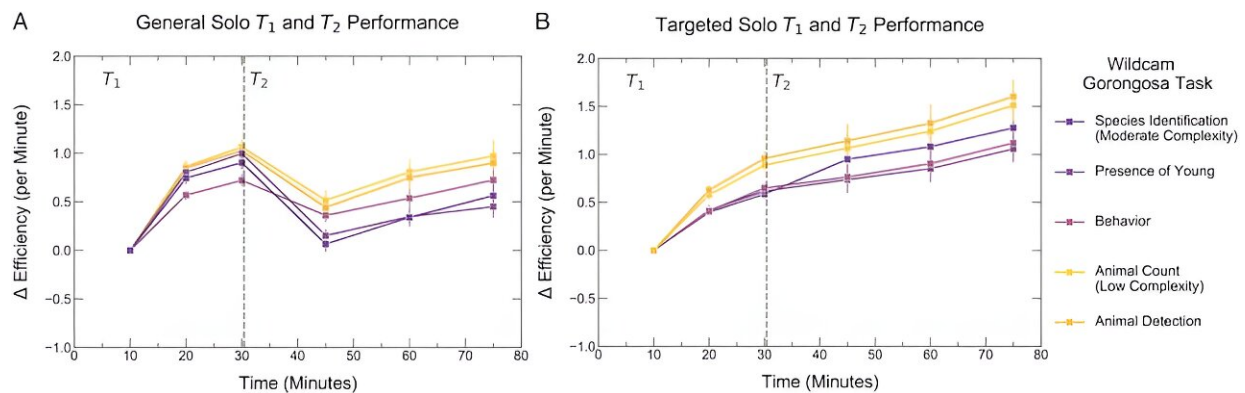 A
General Solo T₁ and T₂ Performance
T₁
T₂
2.0
1.5
1.0
0.5
0.0
−0.5
−1.0
Δ Efficiency (per Minute)
0 10 20 30 40 50 60 70 80
Time (Minutes)
B
Targeted Solo T₁ and T₂ Performance
T₁
T₂
2.0
1.5
1.0
0.5
0.0
−0.5
−1.0
Δ Efficiency (per Minute)
0 10 20 30 40 50 60 70 80
Time (Minutes)
Wildcam
Gorongosa Task
Species Identification
(Moderate Complexity)
Presence of Young
Behavior
Animal Count
(Low Complexity)
Animal Detection